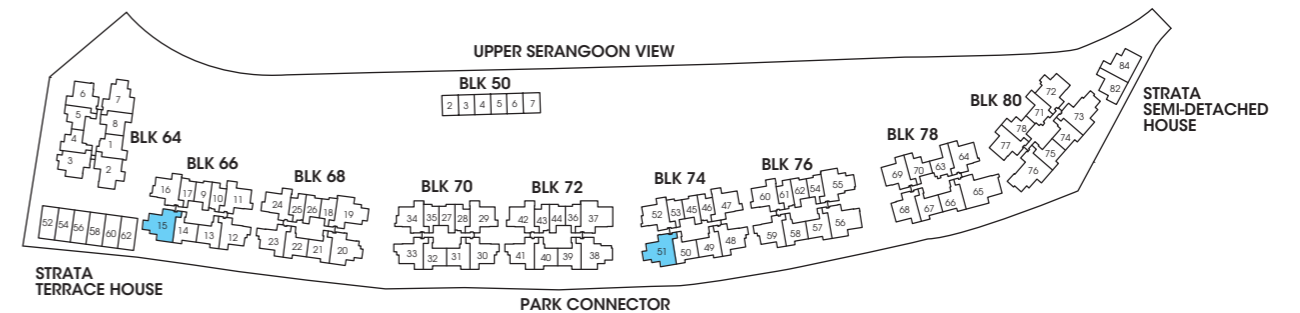 UPPER SERANGOON VIEW
BLK 50
2 3 4 5 6 7
BLK 64
6 7
5 8
4 1
3 2
BLK 66
16 17 9 10 11
15 14 13 12
BLK 68
24 25 26 18 19
23 22 21 20
BLK 70
34 35 27 28 29
33 32 31 30
BLK 72
42 43 44 36 37
41 40 39 38
BLK 74
52 53 45 46 47
51 50 49 48
BLK 76
60 61 62 54 55
59 58 57 56
BLK 78
69 70 63 64
68 67 66 65
BLK 80
72
71 73
78 74
77 75
76
84
82
STRATA
SEMI-DETACHED
HOUSE
52 54 56 58 60 62
STRATA
TERRACE HOUSE
PARK CONNECTOR